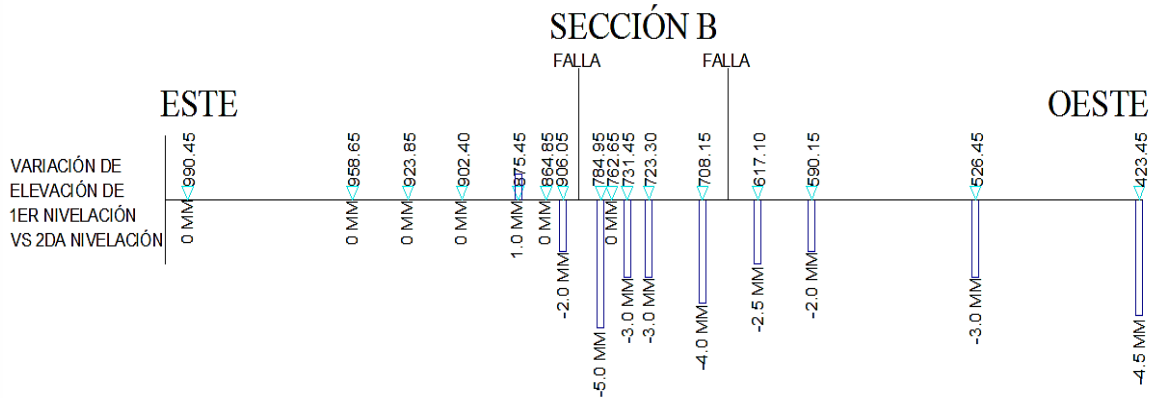 SECCIÓN B
FALLA
FALLA
ESTE
OESTE
VARIACIÓN DE
ELEVACIÓN DE
1ER NIVELACIÓN
VS 2DA NIVELACIÓN
990.45
958.65
923.85
902.40
875.45
864.85
906.05
784.95
762.65
731.45
723.30
708.15
617.10
590.15
526.45
423.45
0 MM
0 MM
0 MM
0 MM
1.0 MM
0 MM
-2.0 MM
-5.0 MM
0 MM
-3.0 MM
-3.0 MM
-4.0 MM
-2.5 MM
-2.0 MM
-3.0 MM
-4.5 MM